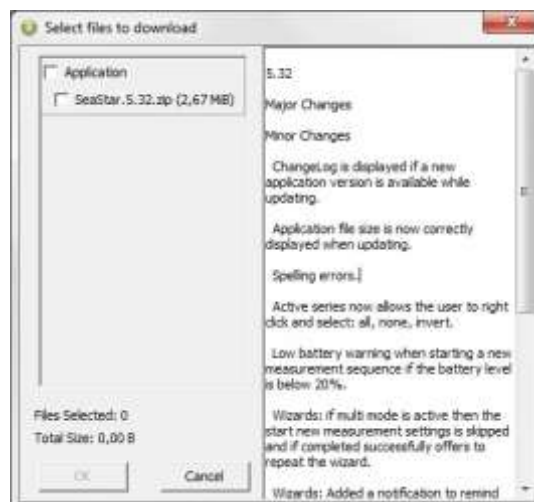 Select files to download
Application
SeaStar.5.32.zip (2,67 MiB)
Files Selected: 0
Total Size: 0,00 B
OK
Cancel
5.32
Major Changes
Minor Changes
ChangeLog is displayed if a new
application version is available while
updating.
Application file size is now correctly
displayed when updating.
Spelling errors.
Active series now allows the user to right
click and select: all, none, invert.
Low battery warning when starting a new
measurement sequence if the battery level
is below 20%.
Wizards: if multi mode is active then the
start new measurement settings is skipped
and if completed successfully offers to
repeat the wizard.
Wizards: Added a notification to remind